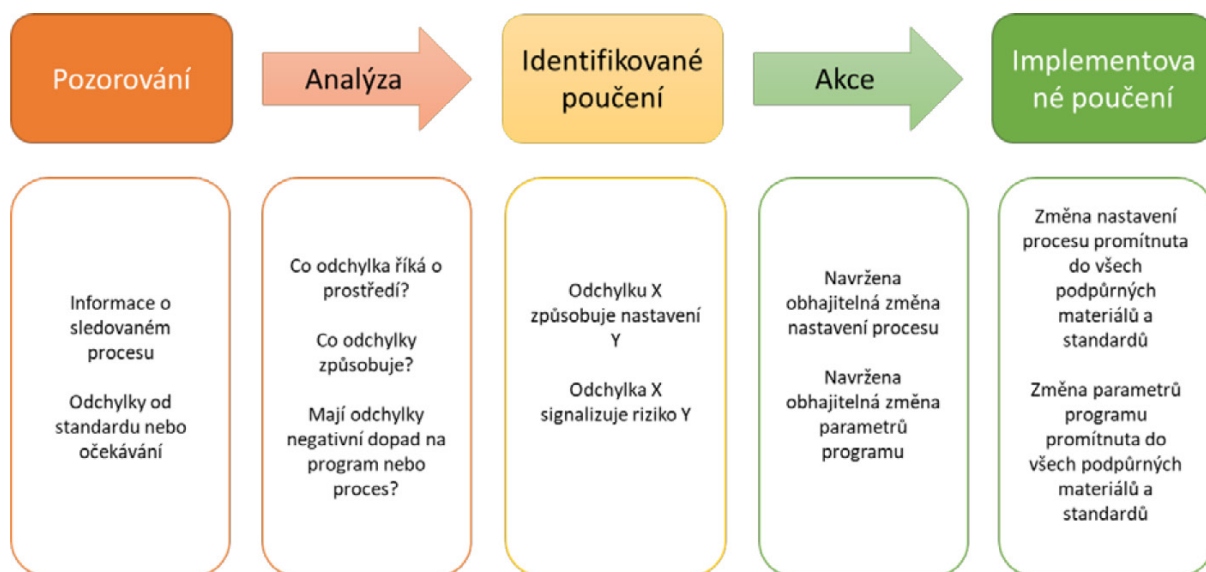 Pozorování
Analýza
Identifikované
poučení
Akce
Implementova
né poučení
Informace o
sledovaném
procesu
Odchylky od
standardu nebo
očekávání
Co odchylka říká o
prostředí?
Co odchylky
způsobuje?
Mají odchylky
negativní dopad na
program nebo
proces?
Odchylku X
způsobuje nastavení
Y
Odchylka X
signalizuje riziko Y
Navržena
obhajitelná změna
nastavení procesu
Navržena
obhajitelná změna
parametrů
programu
Změna nastavení
procesu promítnuta
do všech
podpůrných
materiálů a
standardů
Změna parametrů
programu
promítnuta do
všech podpůrných
materiálů a
standardů